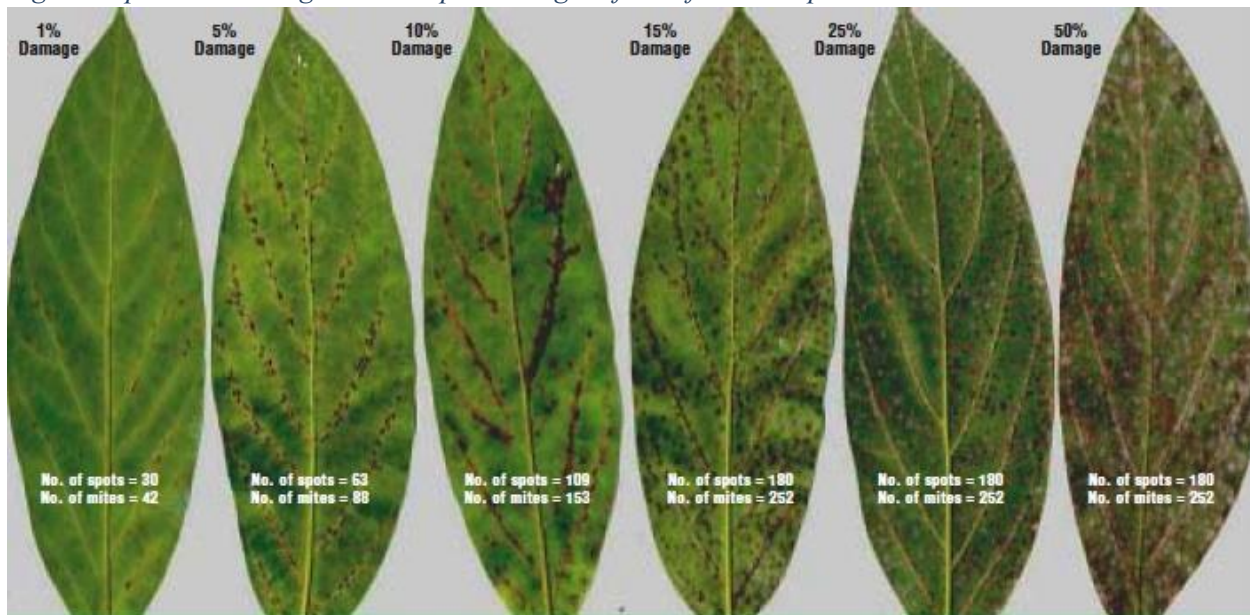 1%
Damage
5%
Damage
10%
Damage
15%
Damage
25%
Damage
50%
Damage
No. of spots = 30
No. of mites = 42
No. of spots = 63
No. of mites = 88
No. of spots = 109
No. of mites = 153
No. of spots = 180
No. of mites = 252
No. of spots = 180
No. of mites = 252
No. of spots = 180
No. of mites = 252